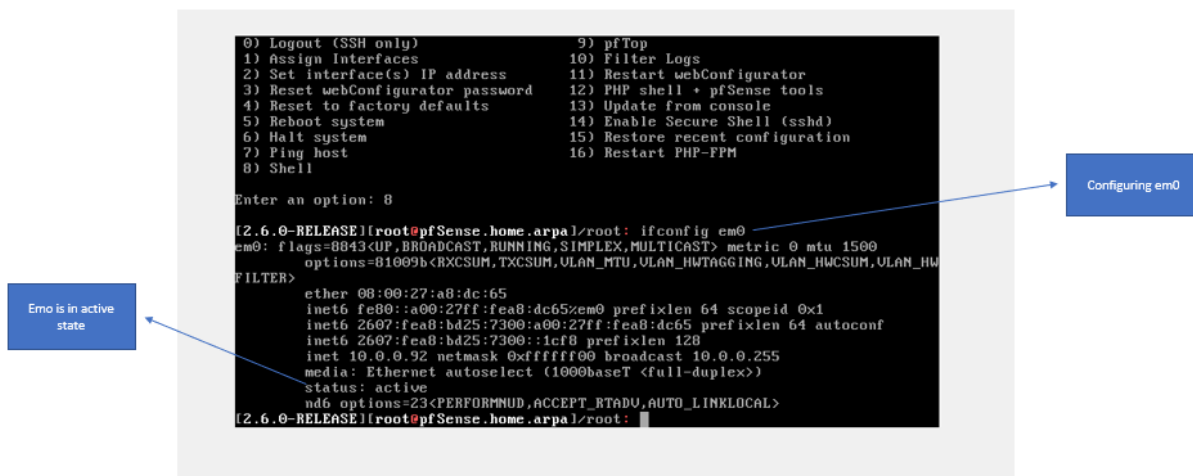 0) Logout (SSH only) 9) pfTop
1) Assign Interfaces 10) Filter Logs
2) Set interface(s) IP address 11) Restart webConfigurator
3) Reset webConfigurator password 12) PHP shell + pfSense tools
4) Reset to factory defaults 13) Update from console
5) Reboot system 14) Enable Secure Shell (sshd)
6) Halt system 15) Restore recent configuration
7) Ping host 16) Restart PHP-FPM
8) Shell
Enter an option: 8
[2.6.0-RELEASE][root@pfSense.home.arpa]/root: ifconfig em0
em0: flags=8843<UP,BROADCAST,RUNNING,SIMPLEX,MULTICAST> metric 0 mtu 1500
options=81009b<RXCSUM,TXCSUM,VLAN_MTU,VLAN_HWTAGGING,VLAN_HWCSUM,VLAN_HW
FILTER>
ether 08:00:27:a8:dc:65
inet6 fe80::a00:27ff:fea8:dc65%em0 prefixlen 64 scopeid 0x1
inet6 2607:fea8:bd25:7300:a00:27ff:fea8:dc65 prefixlen 64 autoconf
inet6 2607:fea8:bd25:7300::1cf8 prefixlen 128
inet 10.0.0.92 netmask 0xffffff00 broadcast 10.0.0.255
media: Ethernet autoselect (1000baseT <full-duplex>)
status: active
nd6 options=23<PERFORMNUD,ACCEPT_RTADV,AUTO_LINKLOCAL>
[2.6.0-RELEASE][root@pfSense.home.arpa]/root:
Configuring em0
Emo is in active
state